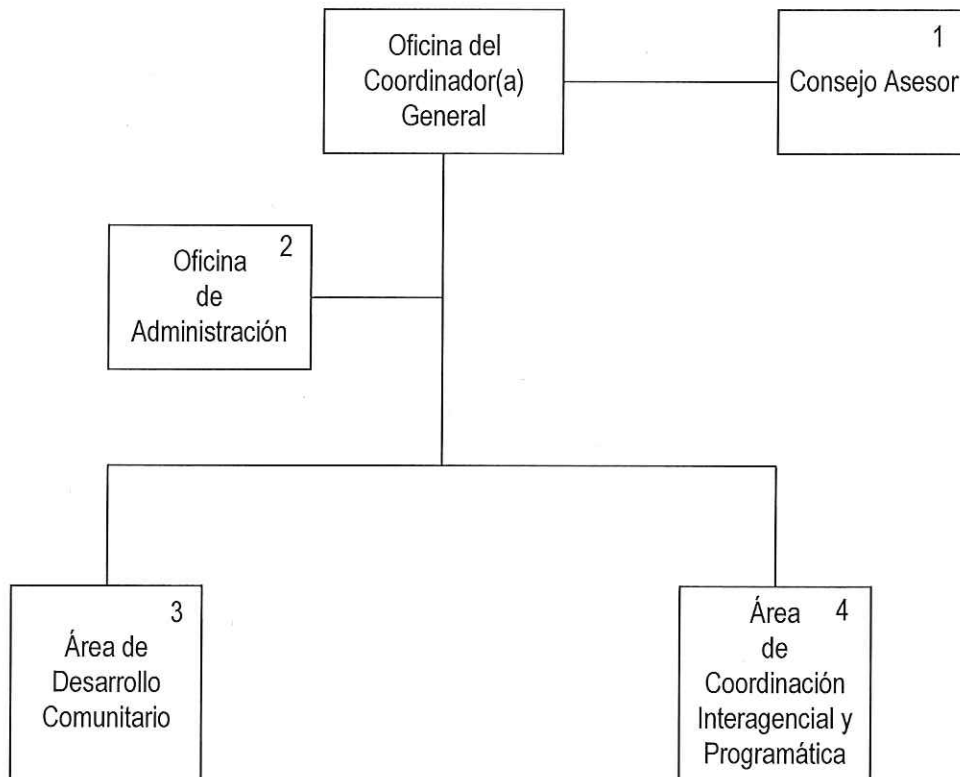 Oficina del
Coordinador(a)
General
1
Consejo Asesor
2
Oficina
de
Administración
3
Área de
Desarrollo
Comunitario
4
Área
de
Coordinación
Interagencial y
Programática